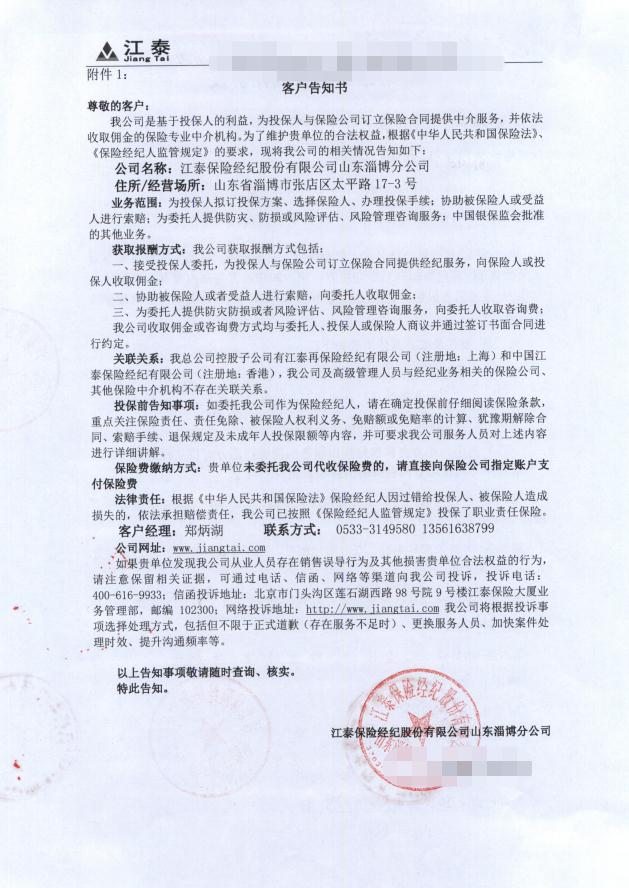 江泰
Jiang Tai
附件 1：
客户告知书
尊敬的客户：
我公司是基于投保人的利益，为投保人与保险公司订立保险合同提供中介服务，并依法
收取佣金的保险专业中介机构。为了维护贵单位的合法权益，根据《中华人民共和国保险法》、
《保险经纪人监管规定》的要求，现将我公司的相关情况告知如下：
公司名称：江泰保险经纪股份有限公司山东淄博分公司
住所/经营场所：山东省淄博市张店区太平路 17-3 号
业务范围：为投保人拟订投保方案、选择保险人、办理投保手续；协助被保险人或受益
人进行索赔；为委托人提供防灾、防损或风险评估、风险管理咨询服务；中国银保监会批准
的其他业务。
获取报酬方式：我公司获取报酬方式包括：
一、接受投保人委托，为投保人与保险公司订立保险合同提供经纪服务，向保险人或投
保人收取佣金；
二、协助被保险人或者受益人进行索赔，向委托人收取佣金；
三、为委托人提供防灾防损或者风险评估、风险管理咨询服务，向委托人收取咨询费；
我公司收取佣金或咨询费方式均与委托人、投保人或保险人商议并通过签订书面合同进
行约定。
关联关系：我总公司控股子公司有江泰再保险经纪有限公司（注册地：上海）和中国江
泰保险经纪有限公司（注册地：香港），我公司及高级管理人员与经纪业务相关的保险公司、
其他保险中介机构不存在关联关系。
投保前告知事项：如委托我公司作为保险经纪人，请在确定投保前仔细阅读保险条款，
重点关注保险责任、责任免除、被保险人权利义务、免赔额或免赔率的计算、犹豫期解除合
同、索赔手续、退保规定及未成年人投保限额等内容，并可要求我公司服务人员对上述内容
进行详细讲解。
保险费缴纳方式：贵单位未委托我公司代收保险费的，请直接向保险公司指定账户支
付保险费
法律责任：根据《中华人民共和国保险法》保险经纪人因过错给投保人、被保险人造成
损失的，依法承担赔偿责任，我公司已按照《保险经纪人监管规定》投保了职业责任保险。
客户经理：郑炳湖 联系方式： 0533-3149580 13561638799
公司网址：www.jiangtai.com
如果贵单位发现我公司从业人员存在销售误导行为及其他损害贵单位合法权益的行为，
请注意保留相关证据，可通过电话、信函、网络等渠道向我公司投诉，投诉电话：
400-616-9933；信函投诉地址：北京市门头沟区莲石湖西路 98 号院 9 号楼江泰保险大厦业
务管理部，邮编 102300；网络投诉地址：http://www.jiangtai.com 我公司将根据投诉事
项选择处理方式，包括但不限于正式道歉（存在服务不足时）、更换服务人员、加快案件处
理时效、提升沟通频率等。
以上告知事项敬请随时查询、核实。
特此告知。
江泰保险经纪股份有限公司山东淄博分公司